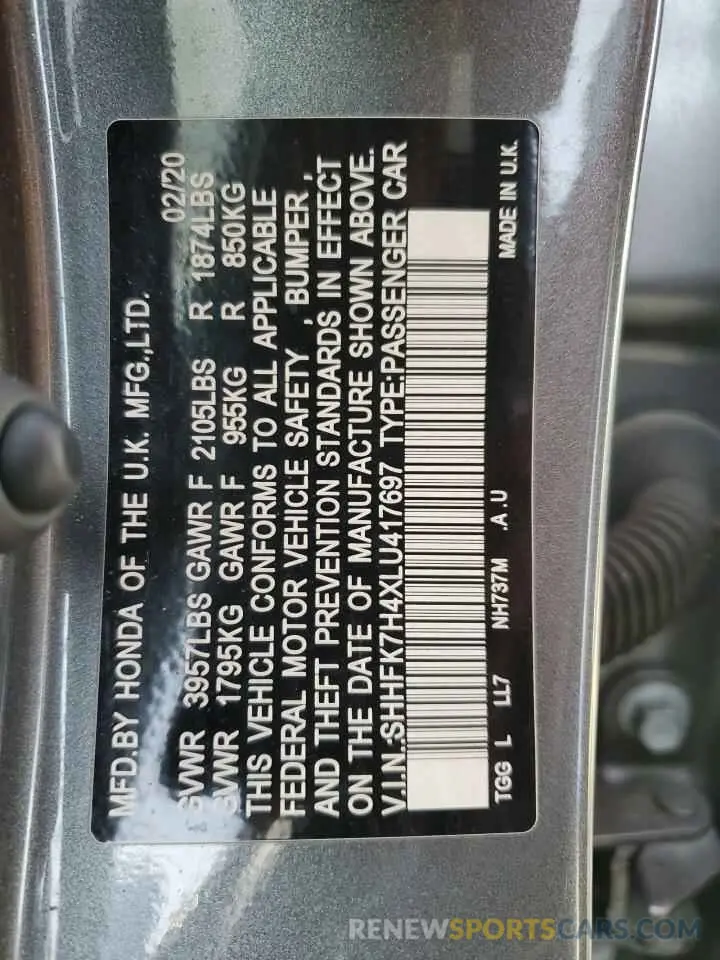 MFD.BY HONDA OF THE U.K. MFG.,LTD. 02/20
GVWR 3957LBS GAWR F 2105LBS R 1874LBS
GVWR 1795KG GAWR F 955KG R 850KG
THIS VEHICLE CONFORMS TO ALL APPLICABLE
FEDERAL MOTOR VEHICLE SAFETY , BUMPER ,
AND THEFT PREVENTION STANDARDS IN EFFECT
ON THE DATE OF MANUFACTURE SHOWN ABOVE.
V.I.N.:SHHFK7H4XLU417697 TYPE:PASSENGER CAR
TGG L LL7 NH737M .A.U MADE IN U.K.
RENEWSPORTSCARS.COM